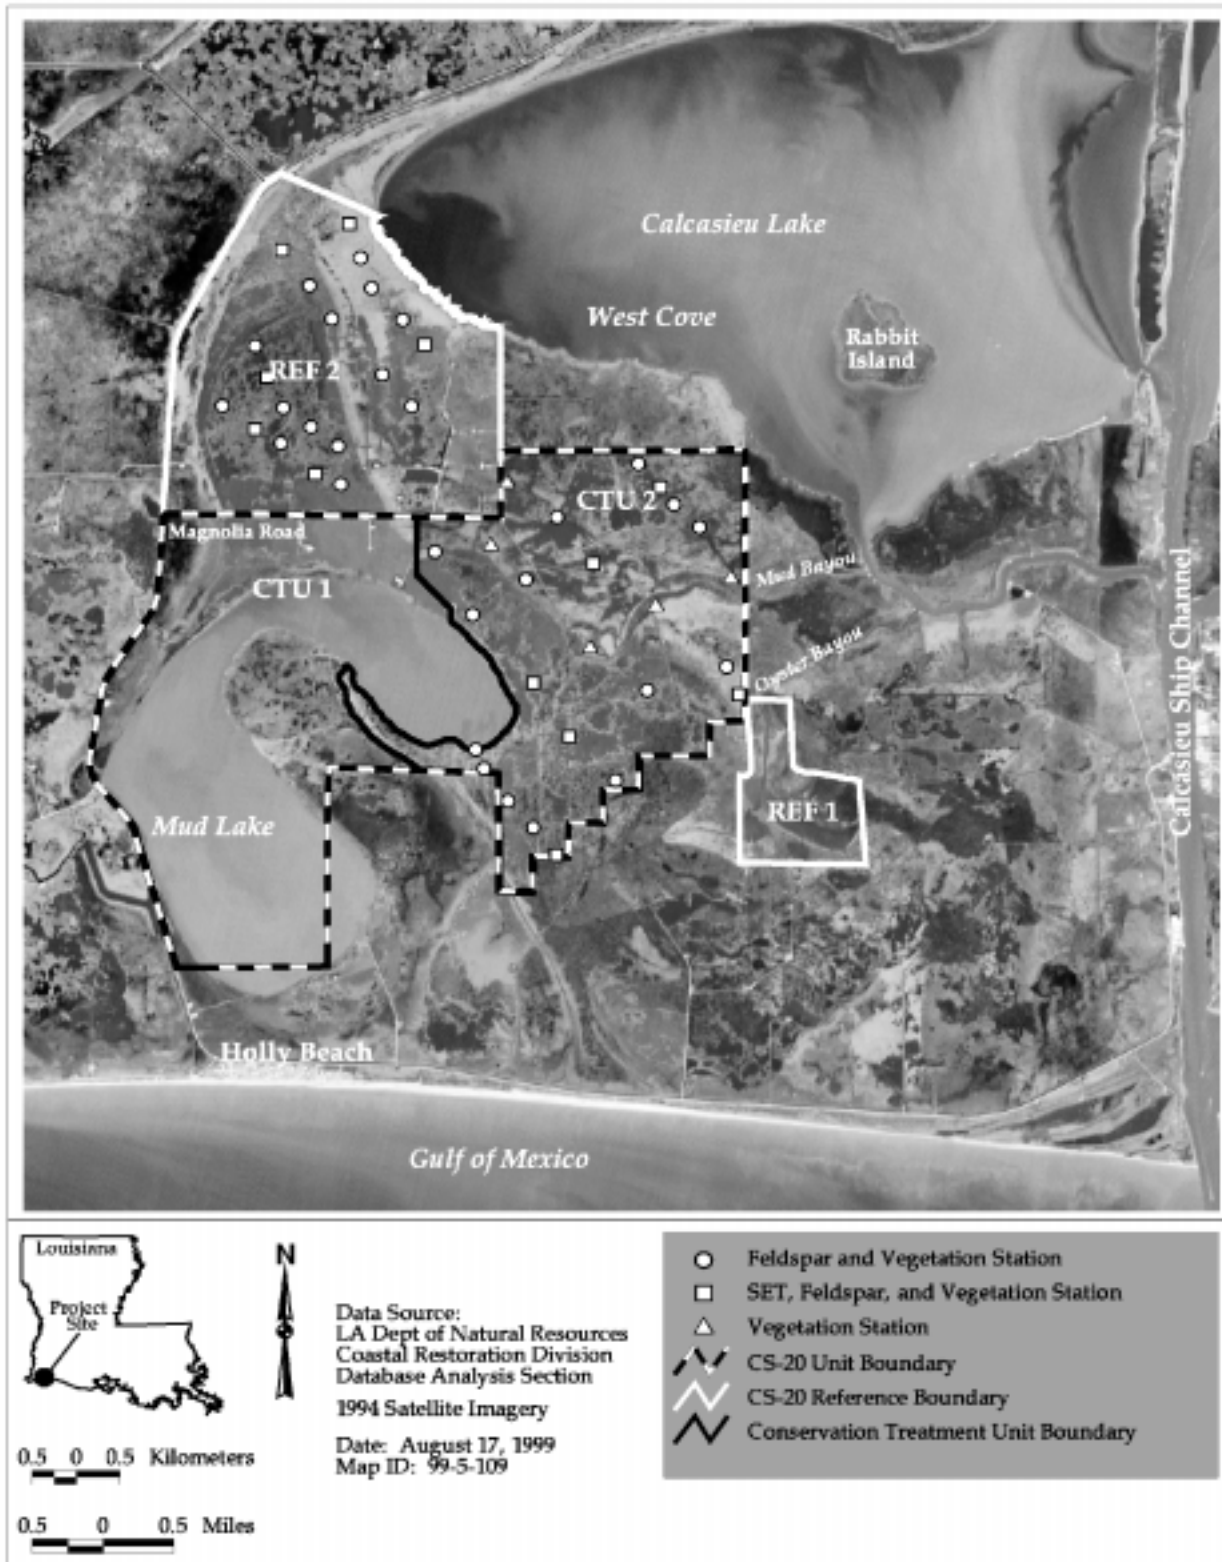 Calcasieu Lake
West Cove
Rabbit
Island
REF 2
CTU 2
Magnolia Road
CTU 1
Mud Bayou
Chester Bayou
Calcasieu Ship Channel
REF 1
Mud Lake
Holly Beach
Gulf of Mexico
Louisiana
Project
Site
N
Data Source:
LA Dept of Natural Resources
Coastal Restoration Division
Database Analysis Section
1994 Satellite Imagery
Date: August 17, 1999
Map ID: 99-5-109
0.5 0 0.5 Kilometers
0.5 0 0.5 Miles
Feldspar and Vegetation Station
SET, Feldspar, and Vegetation Station
Vegetation Station
CS-20 Unit Boundary
CS-20 Reference Boundary
Conservation Treatment Unit Boundary